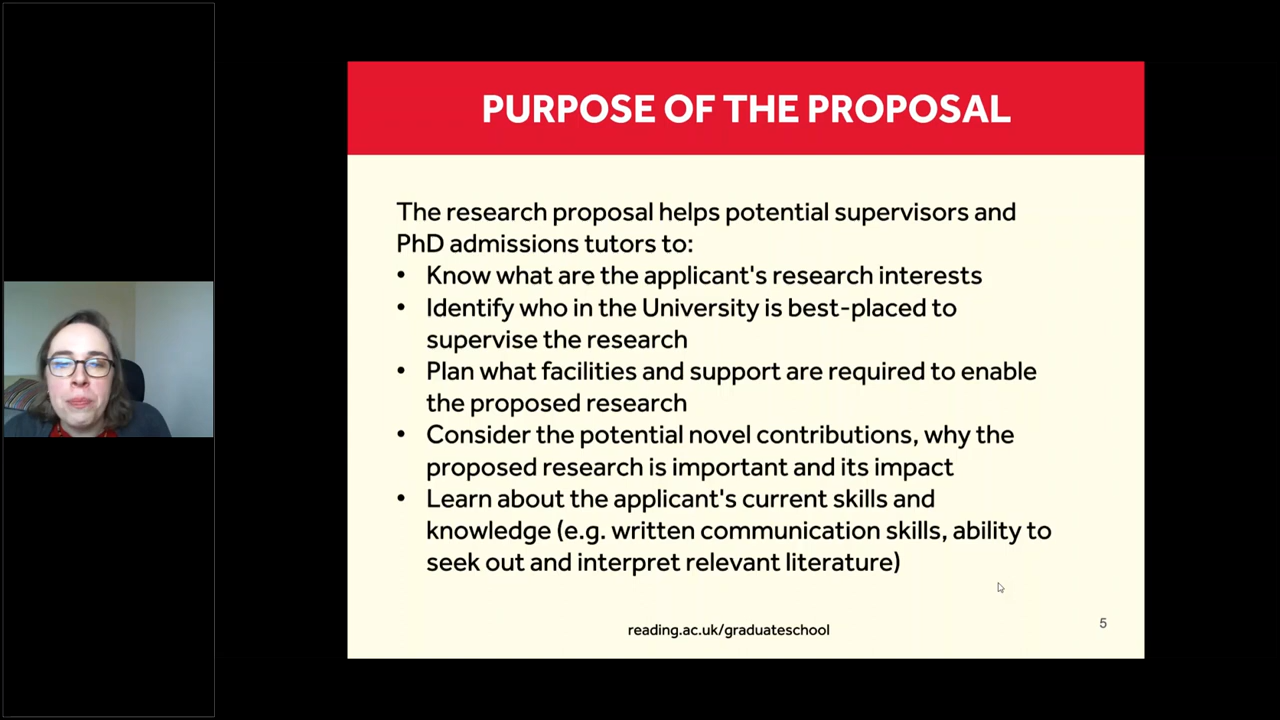 PURPOSE OF THE PROPOSAL
The research proposal helps potential supervisors and
PhD admissions tutors to:
• Know what are the applicant's research interests
• Identify who in the University is best-placed to
supervise the research
• Plan what facilities and support are required to enable
the proposed research
• Consider the potential novel contributions, why the
proposed research is important and its impact
• Learn about the applicant's current skills and
knowledge (e.g. written communication skills, ability to
seek out and interpret relevant literature)
reading.ac.uk/graduateschool
5